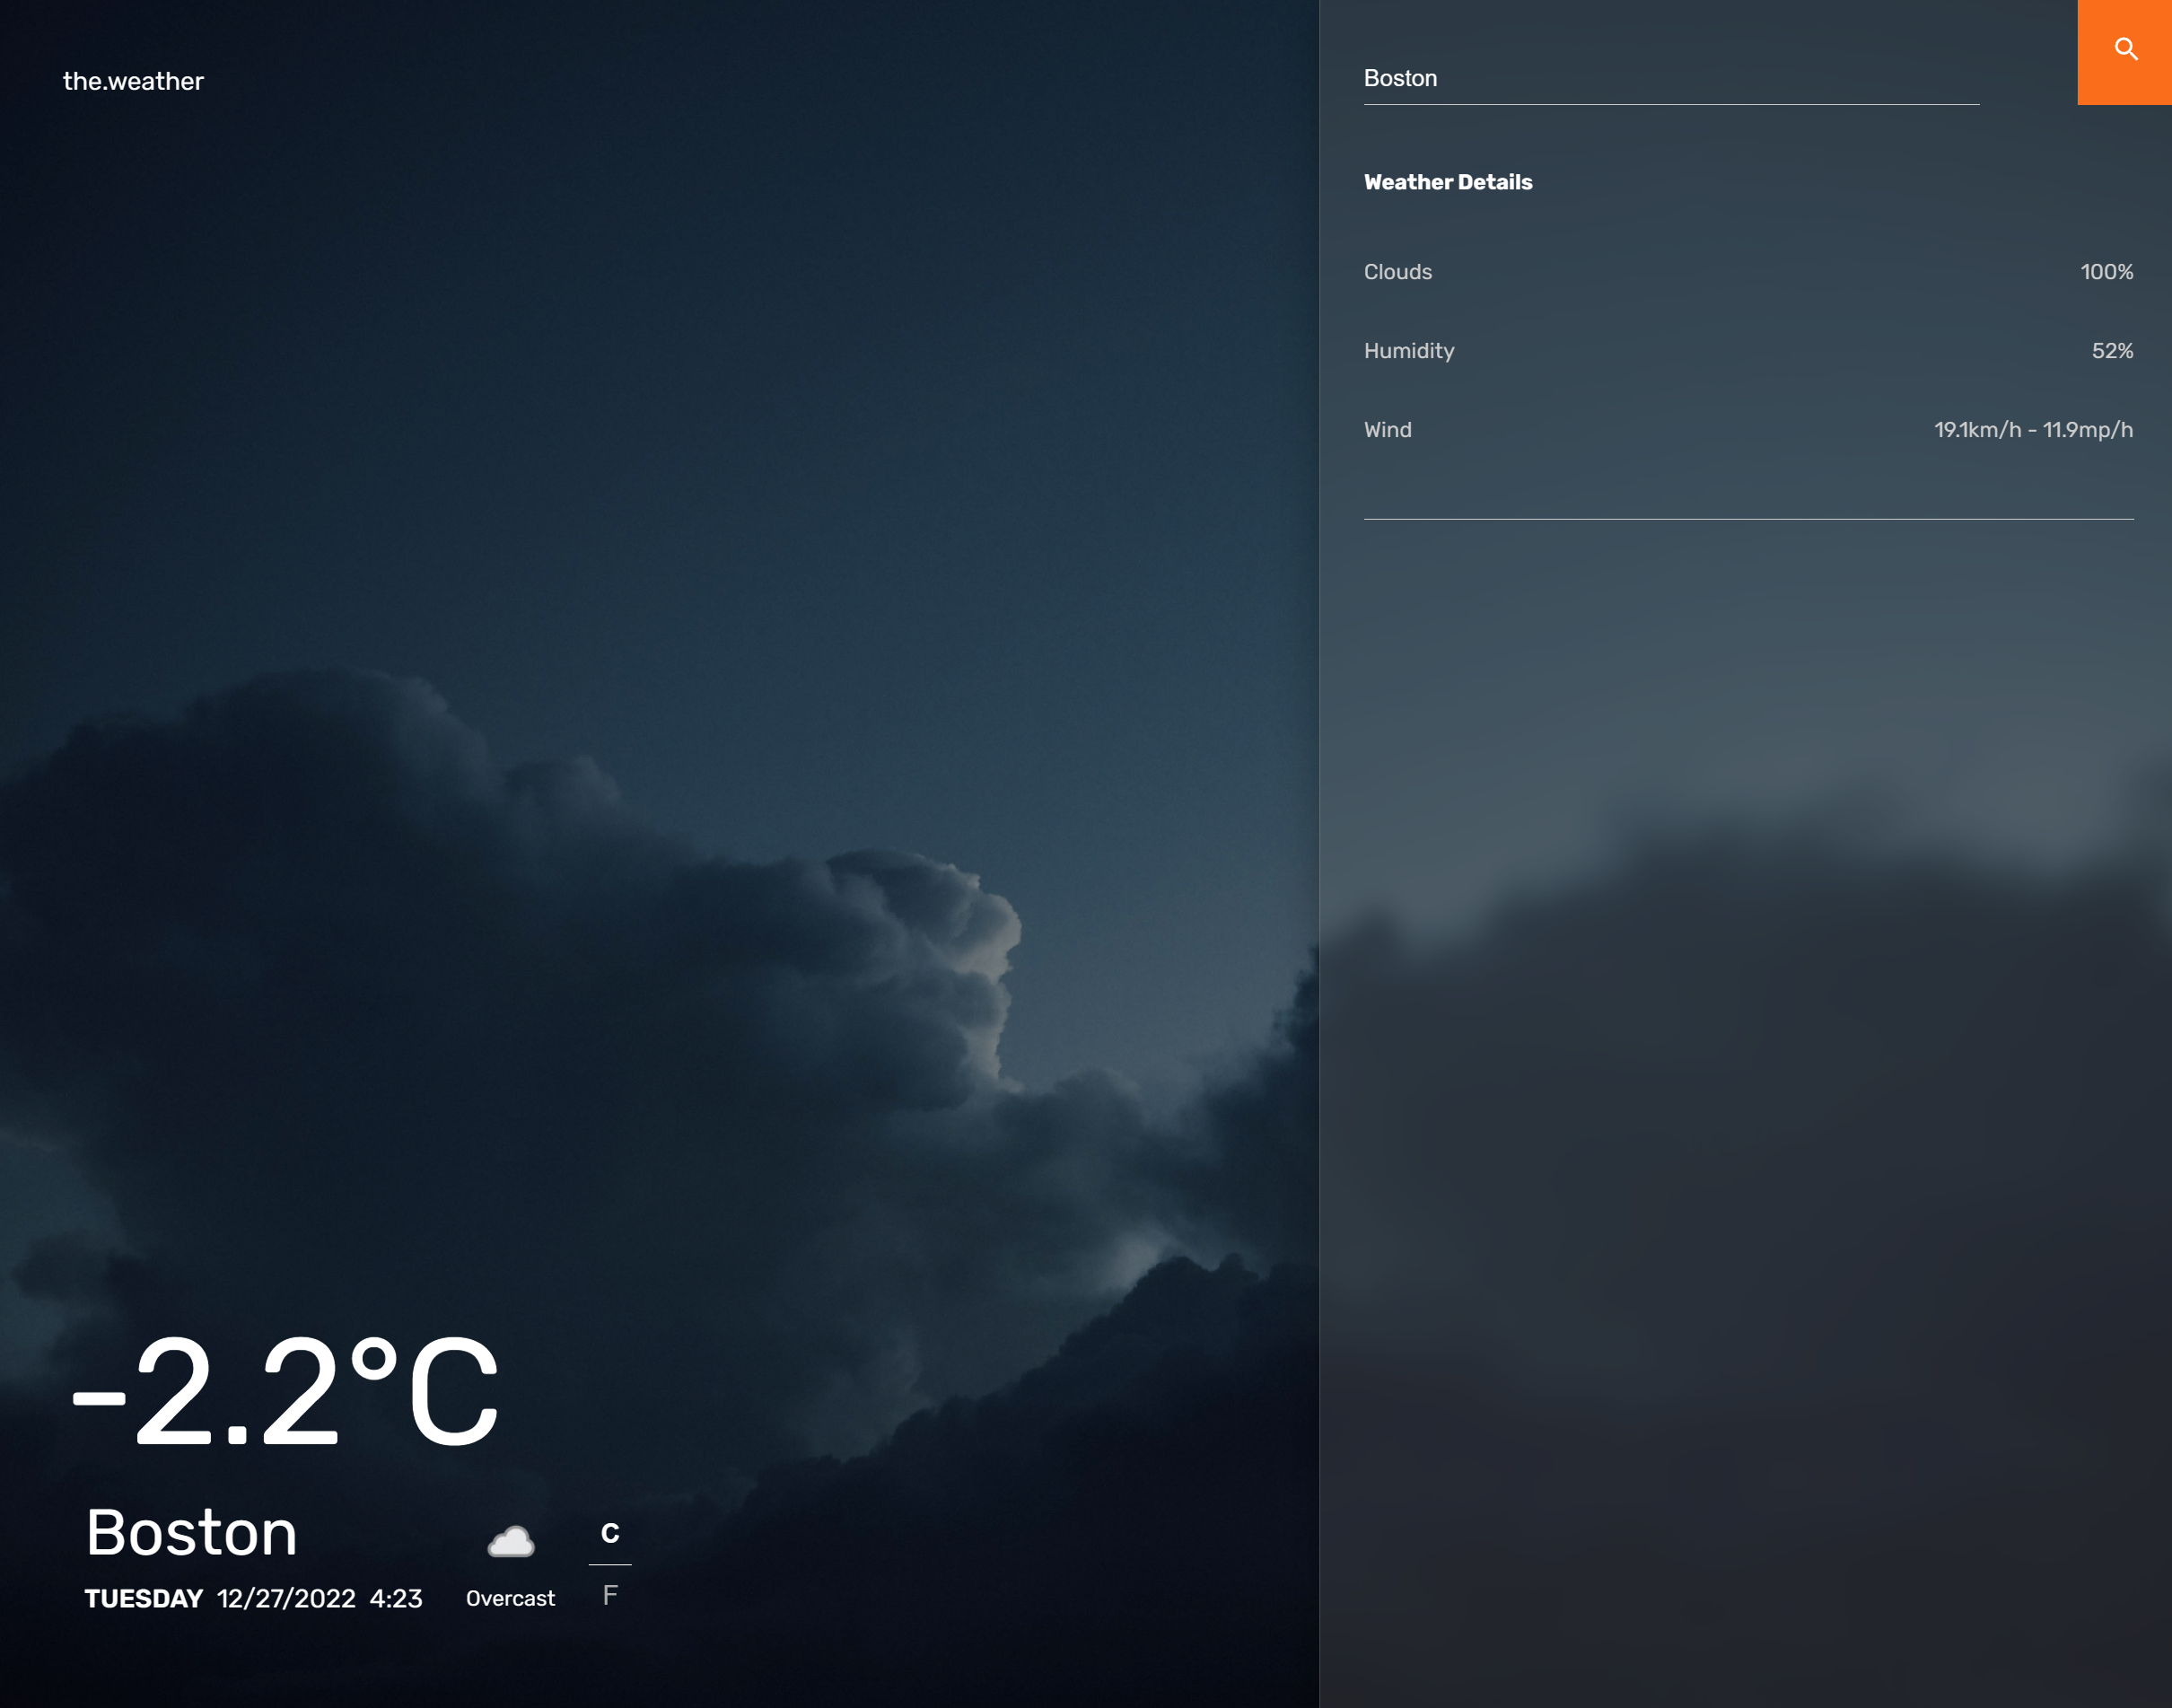 the.weather
Boston
Weather Details
Clouds 100%
Humidity 52%
Wind 19.1km/h - 11.9mp/h
-2.2°C
Boston
C
TUESDAY 12/27/2022 4:23
Overcast
F